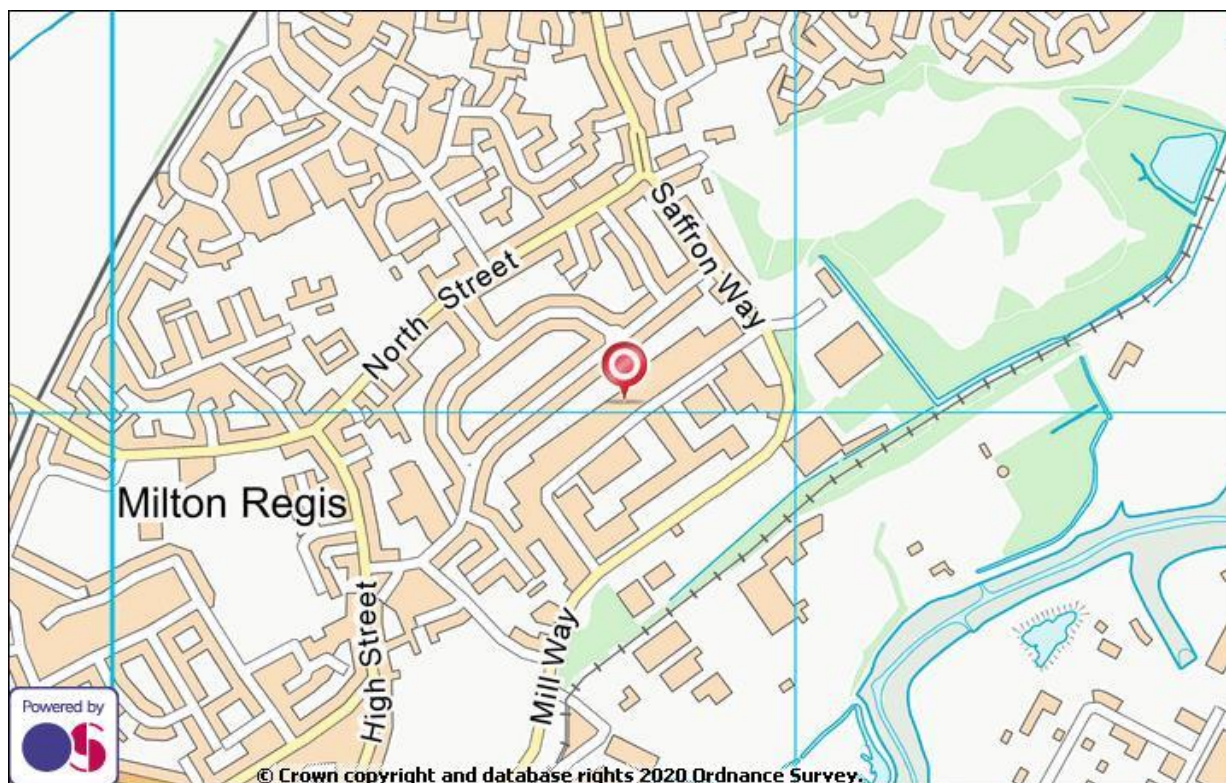 North Street
Saffron Way
Milton Regis
High Street
Mill Way
Powered by
OS
© Crown copyright and database rights 2020 Ordnance Survey.